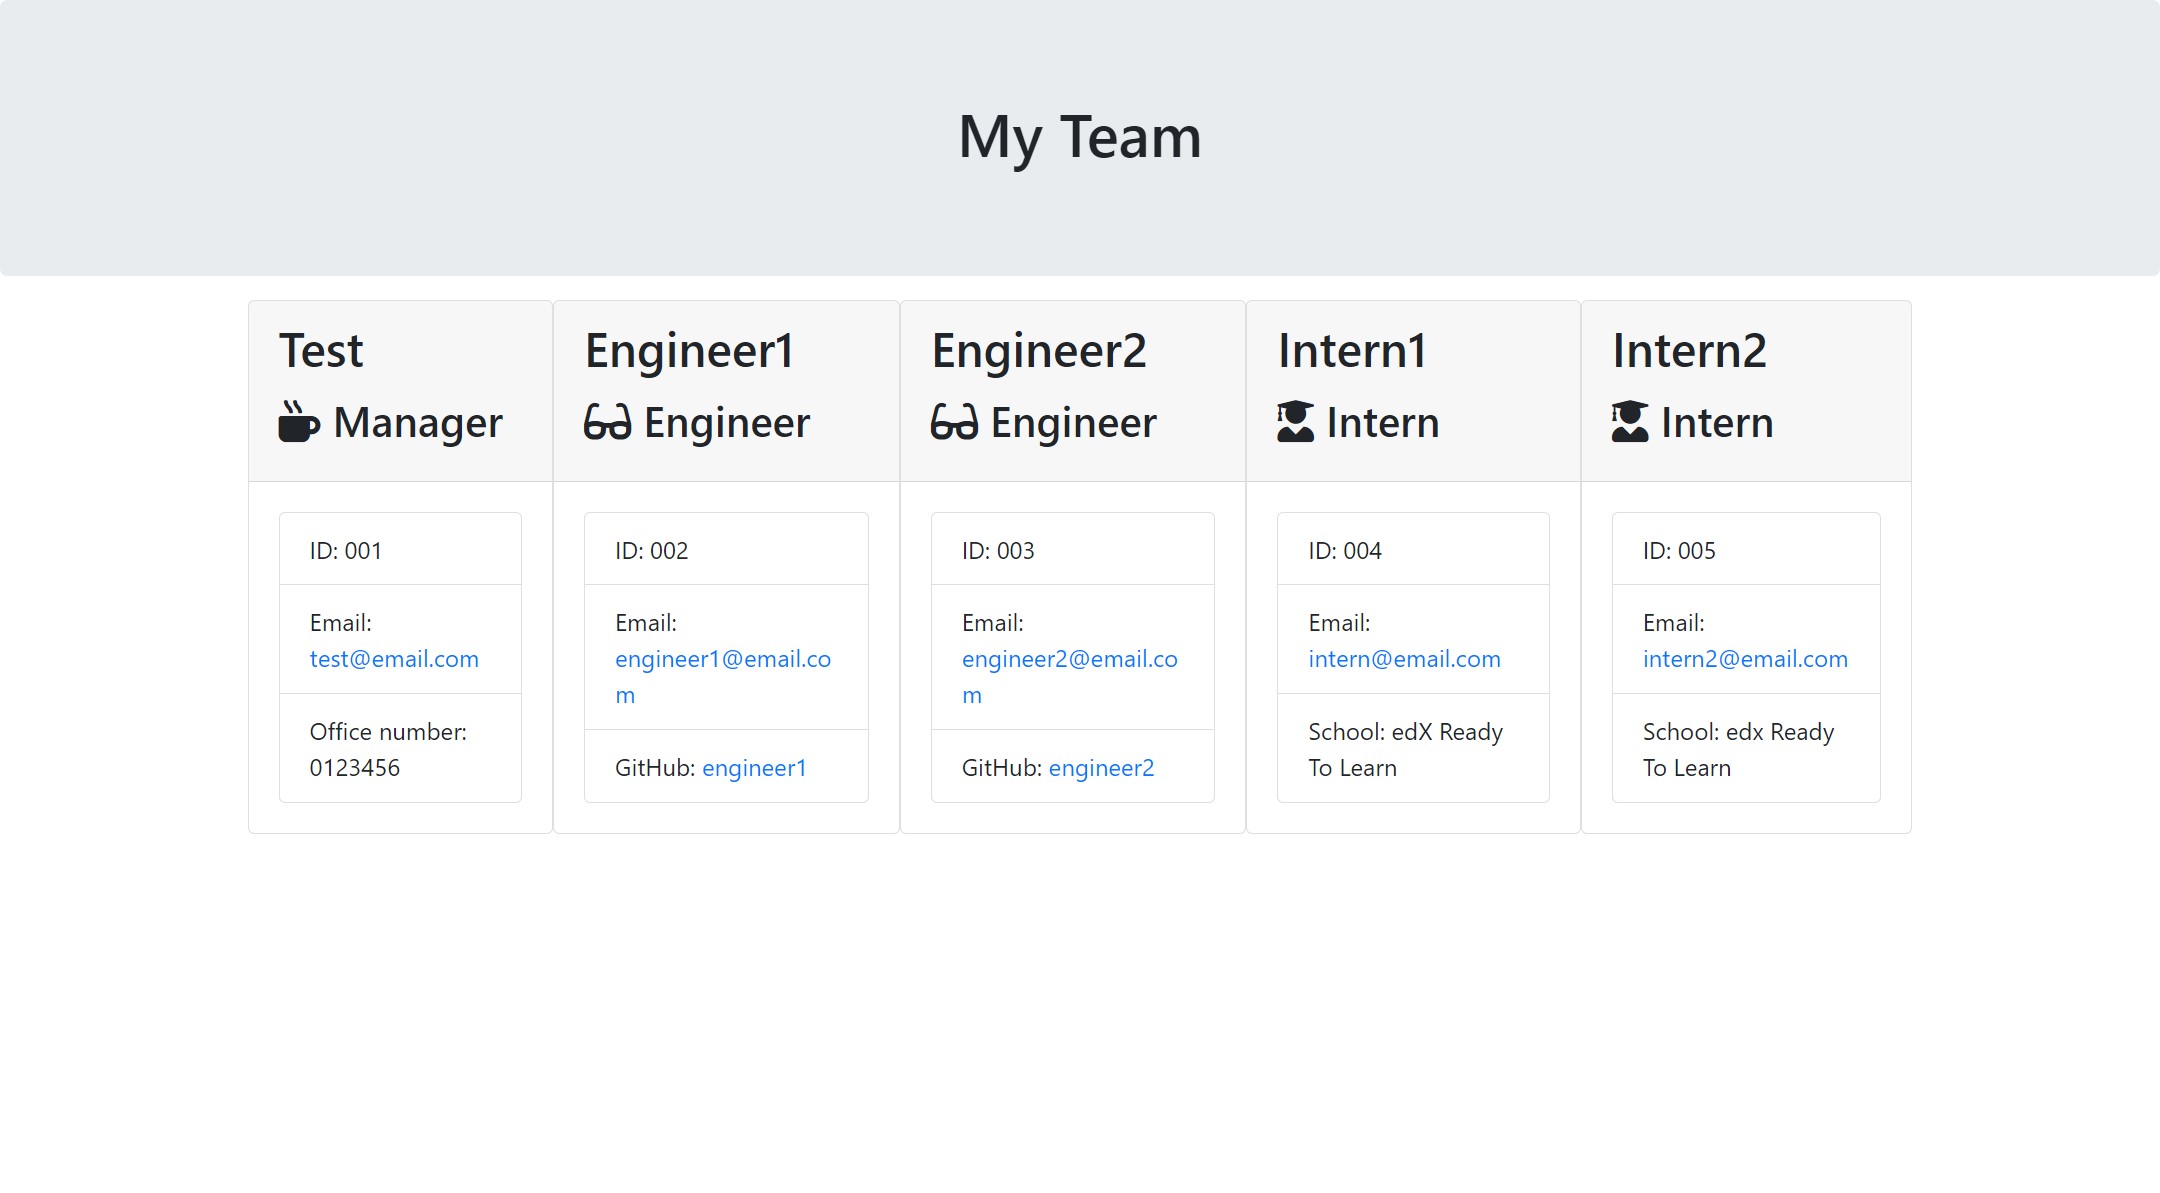 My Team
Test
Manager
ID: 001
Email:
test@email.com
Office number:
0123456
Engineer1
Engineer
ID: 002
Email:
engineer1@email.co
m
GitHub: engineer1
Engineer2
Engineer
ID: 003
Email:
engineer2@email.co
m
GitHub: engineer2
Intern1
Intern
ID: 004
Email:
intern@email.com
School: edX Ready
To Learn
Intern2
Intern
ID: 005
Email:
intern2@email.com
School: edx Ready
To Learn